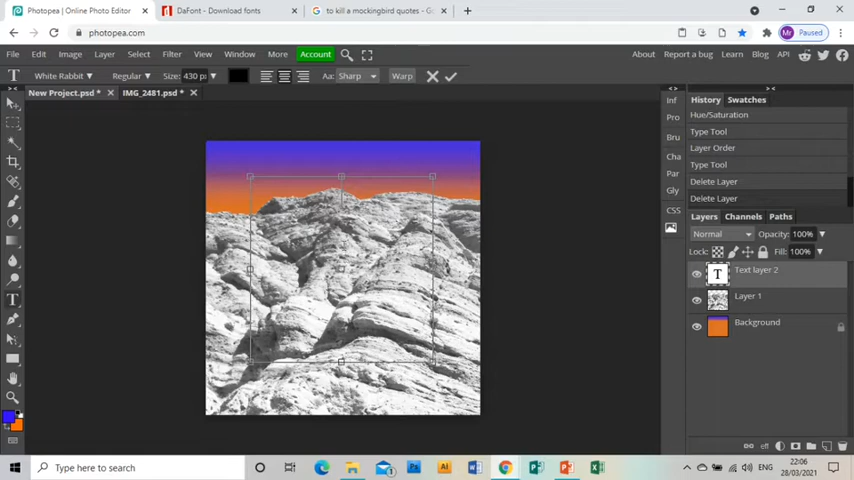 Photopea | Online Photo Editor
DaFont - Download fonts
to kill a mockingbird quotes - Go
photopea.com
Paused
File Edit Image Layer Select Filter View Window More Account
About Report a bug Learn Blog API
White Rabbit Regular Size: 430 p Aa: Sharp Warp
New Project.psd * IMG_2481.psd *
Inf
Pro
Bru
Cha
Par
Gly
CSS
History Swatches
Hue/Saturation
Type Tool
Layer Order
Type Tool
Delete Layer
Delete Layer
Layers Channels Paths
Normal Opacity: 100%
Lock: Fill: 100%
T Text layer 2
Layer 1
Background
eff
Type here to search
ENG
22:06
28/03/2021